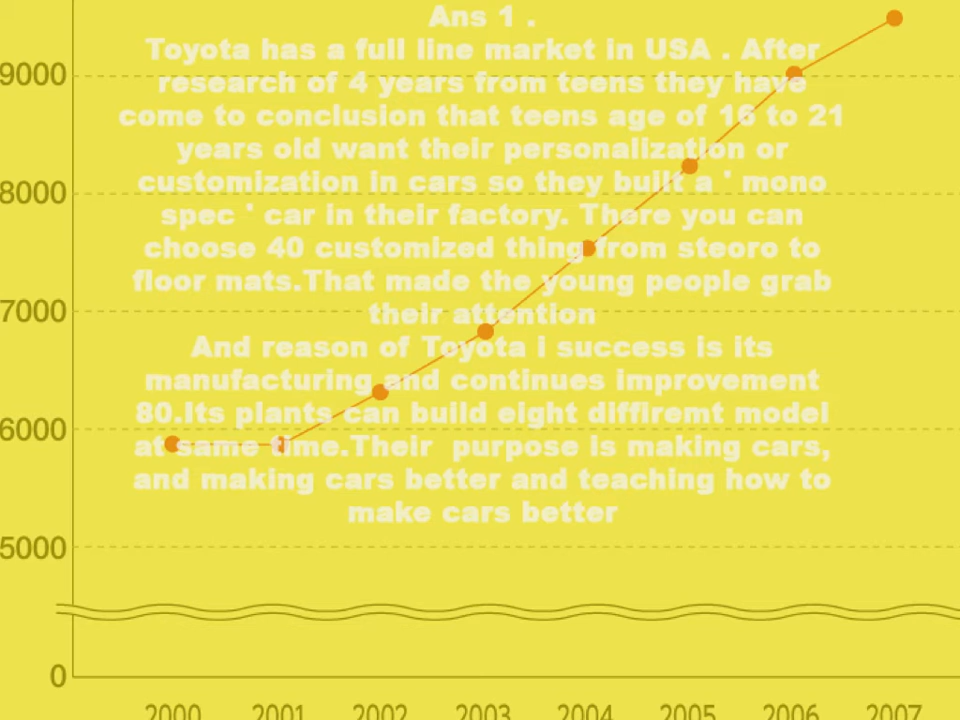 Ans 1 .
Toyota has a full line market in USA . After
9000
research of 4 years from teens they have
come to conclusion that teens age of 16 to 21
years old want their personalization or
customization in cars so they built a ' mono
8000
spec ' car in their factory. There you can
choose 40 customized thing from steoro to
floor mats.That made the young people grab
7000
their attention
And reason of Toyota i success is its
manufacturing and continues improvement
80.Its plants can build eight diffiremt model
6000
at same time.Their purpose is making cars,
and making cars better and teaching how to
make cars better
5000
0
2000 2001 2002 2003 2004 2005 2006 2007